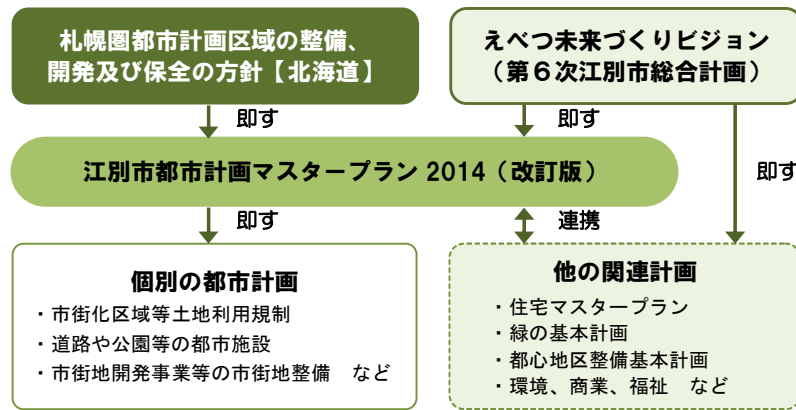 札幌圏都市計画区域の整備、
開発及び保全の方針【北海道】
えべつ未来づくりビジョン
（第６次江別市総合計画）
即す
即す
江別市都市計画マスタープラン 2014（改訂版）
即す
即す
連携
個別の都市計画
・市街化区域等土地利用規制
・道路や公園等の都市施設
・市街地開発事業等の市街地整備　など
他の関連計画
・住宅マスタープラン
・緑の基本計画
・都心地区整備基本計画
・環境、商業、福祉　など